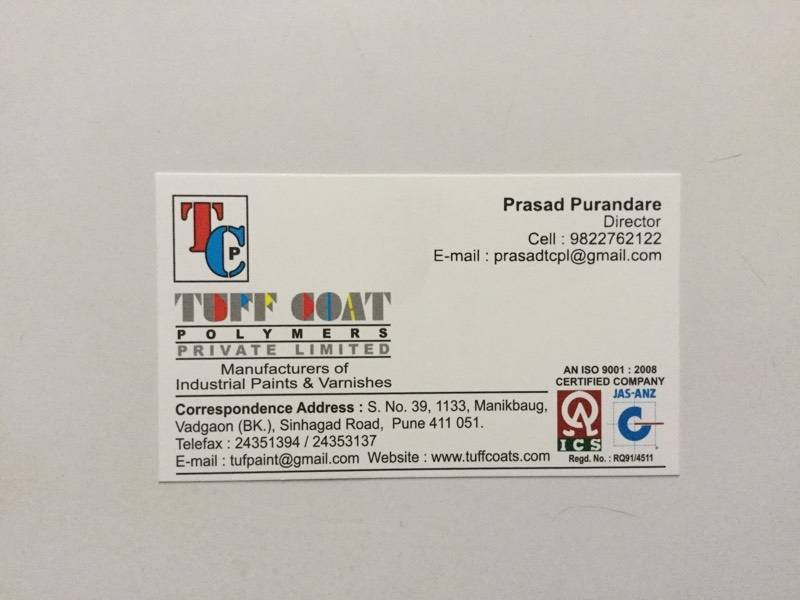 TCP
TUFF COAT
POLYMERS
PRIVATE LIMITED
Manufacturers of
Industrial Paints & Varnishes
Prasad Purandare
Director
Cell : 9822762122
E-mail : prasadtcpl@gmail.com
Correspondence Address : S. No. 39, 1133, Manikbaug,
Vadgaon (BK.), Sinhagad Road, Pune 411 051.
Telefax : 24351394 / 24353137
E-mail : tufpaint@gmail.com Website : www.tuffcoats.com
AN ISO 9001 : 2008
CERTIFIED COMPANY
JAS-ANZ
ICS
Regd. No. : RQ91/4511